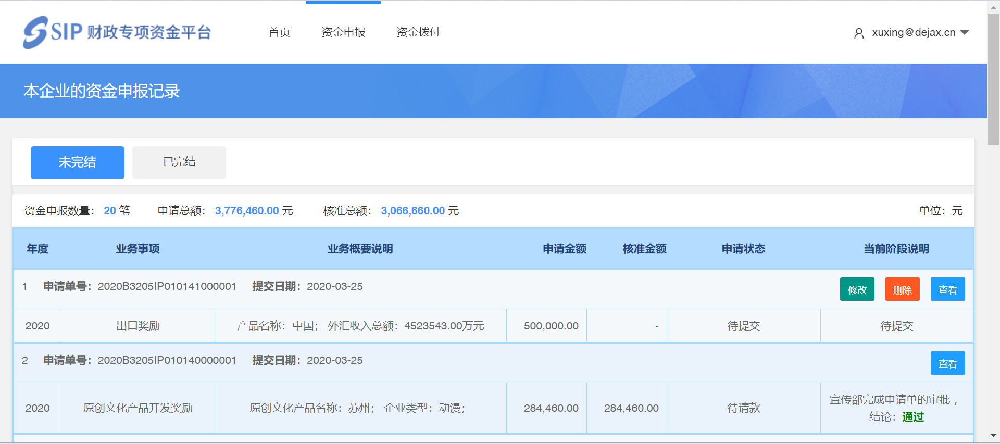 SIP 财政专项资金平台 首页 资金申报 资金拨付 xuxing@dejax.cn
本企业的资金申报记录
未完结 已完结
资金申报数量： 20 笔 申请总额： 3,776,460.00 元 核准总额： 3,066,660.00 元 单位：元
年度 业务事项 业务概要说明 申请金额 核准金额 申请状态 当前阶段说明
1 申请单号：2020B3205IP010141000001 提交日期：2020-03-25 修改 删除 查看
2020 出口奖励 产品名称：中国； 外汇收入总额：4523543.00万元 500,000.00 - 待提交 待提交
2 申请单号：2020B3205IP010140000001 提交日期：2020-03-25 查看
2020 原创文化产品开发奖励 原创文化产品名称：苏州； 企业类型：动漫； 284,460.00 284,460.00 待请款 宣传部完成申请单的审批，
结论：通过